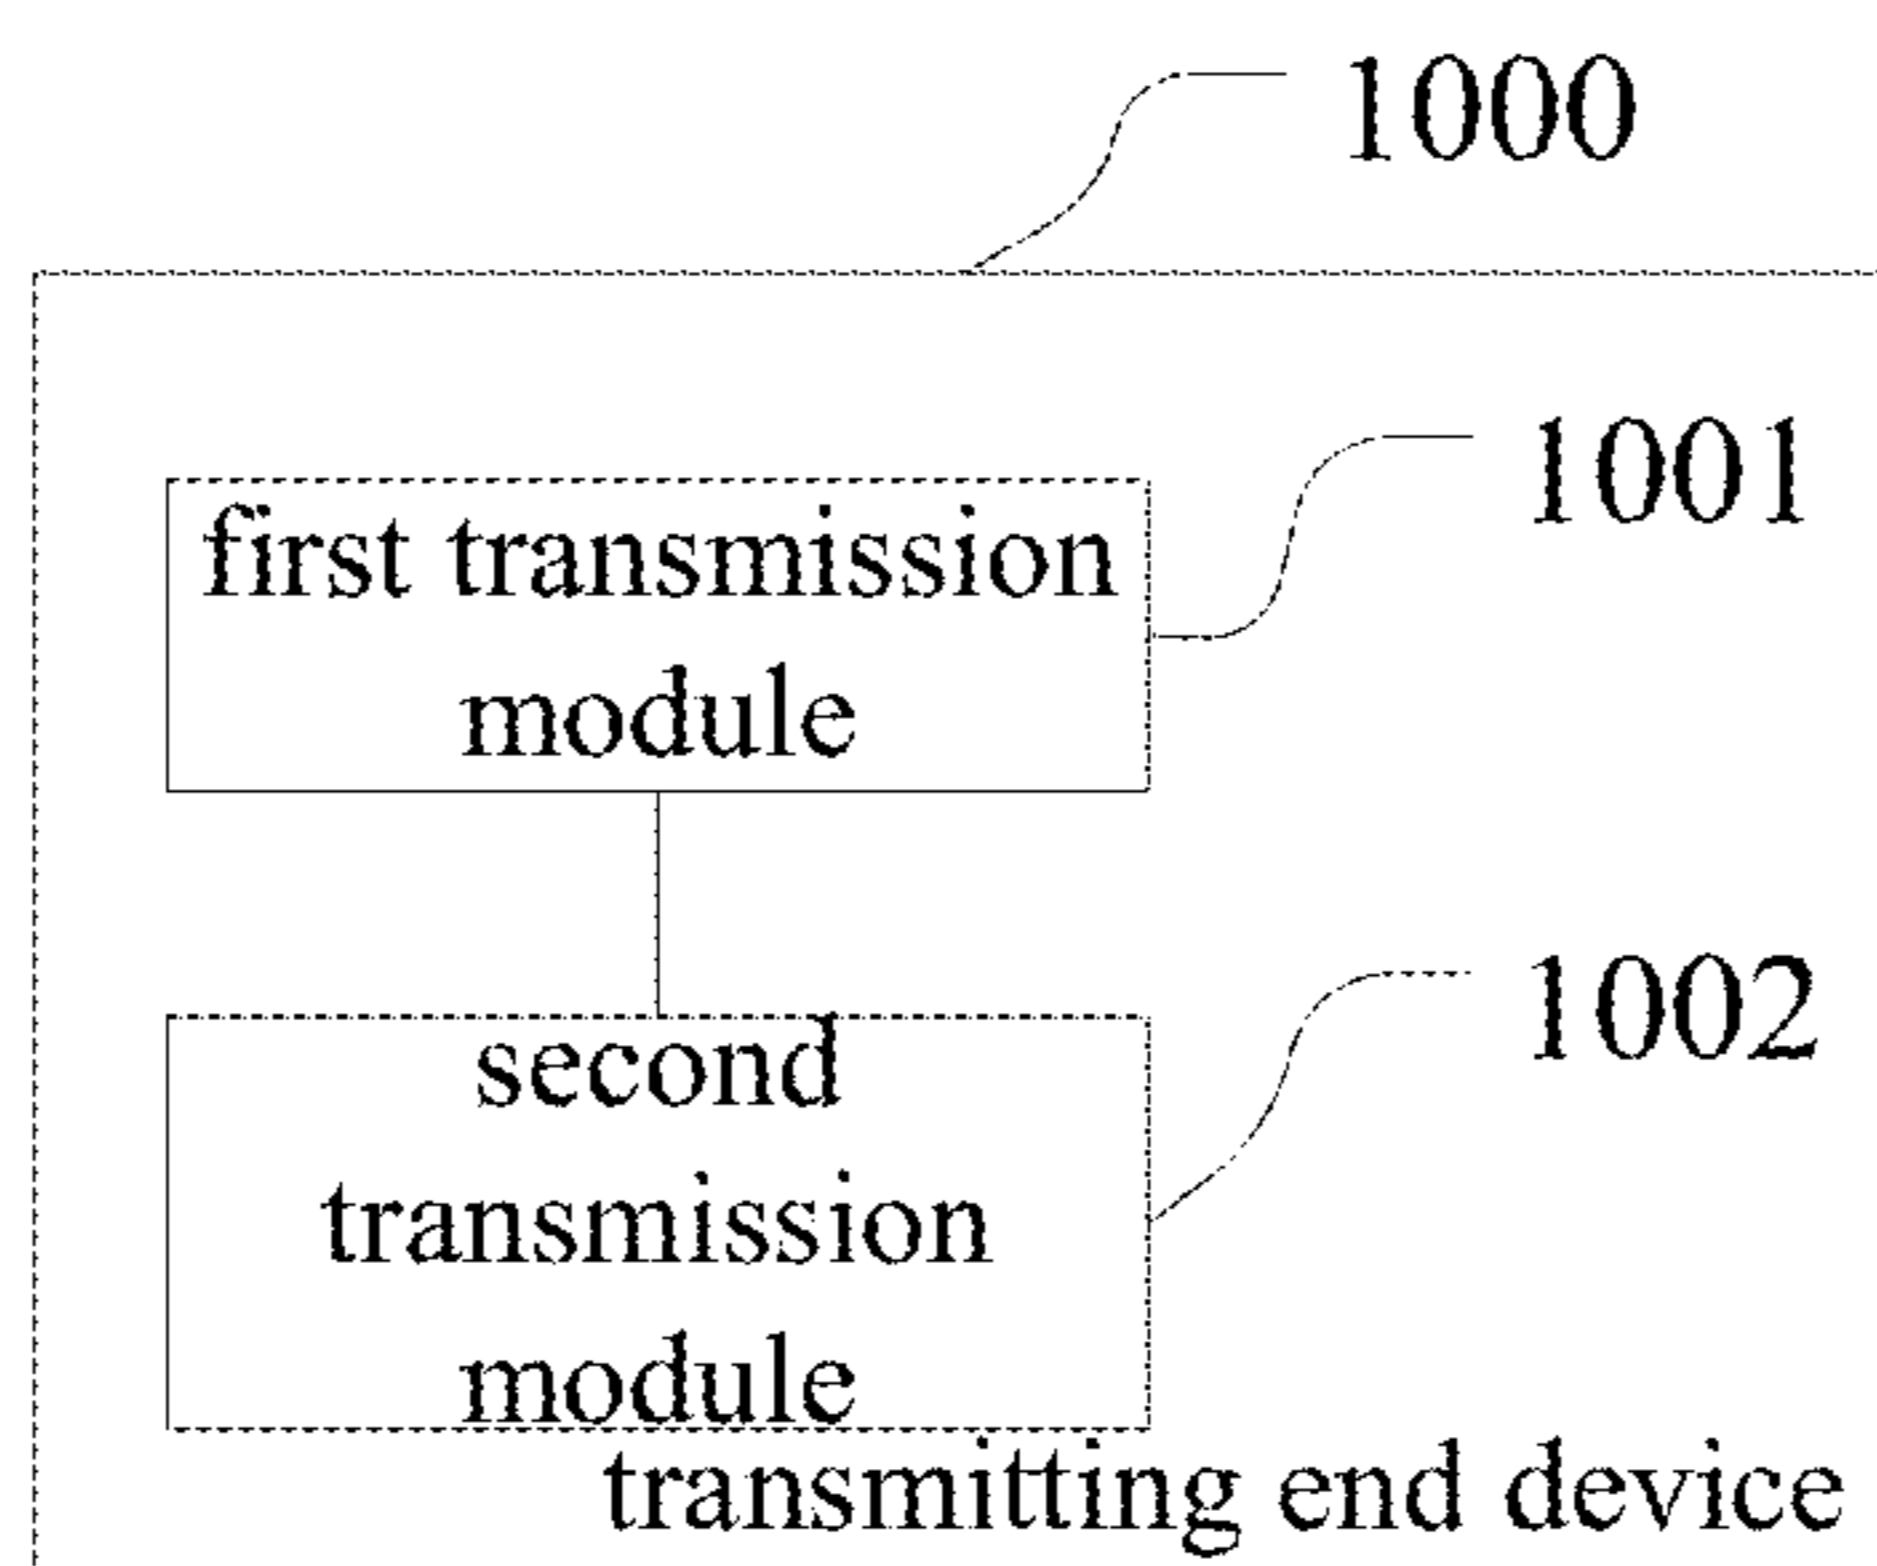 1000
1001
first transmission
module
1002
second
transmission
module
transmitting end device